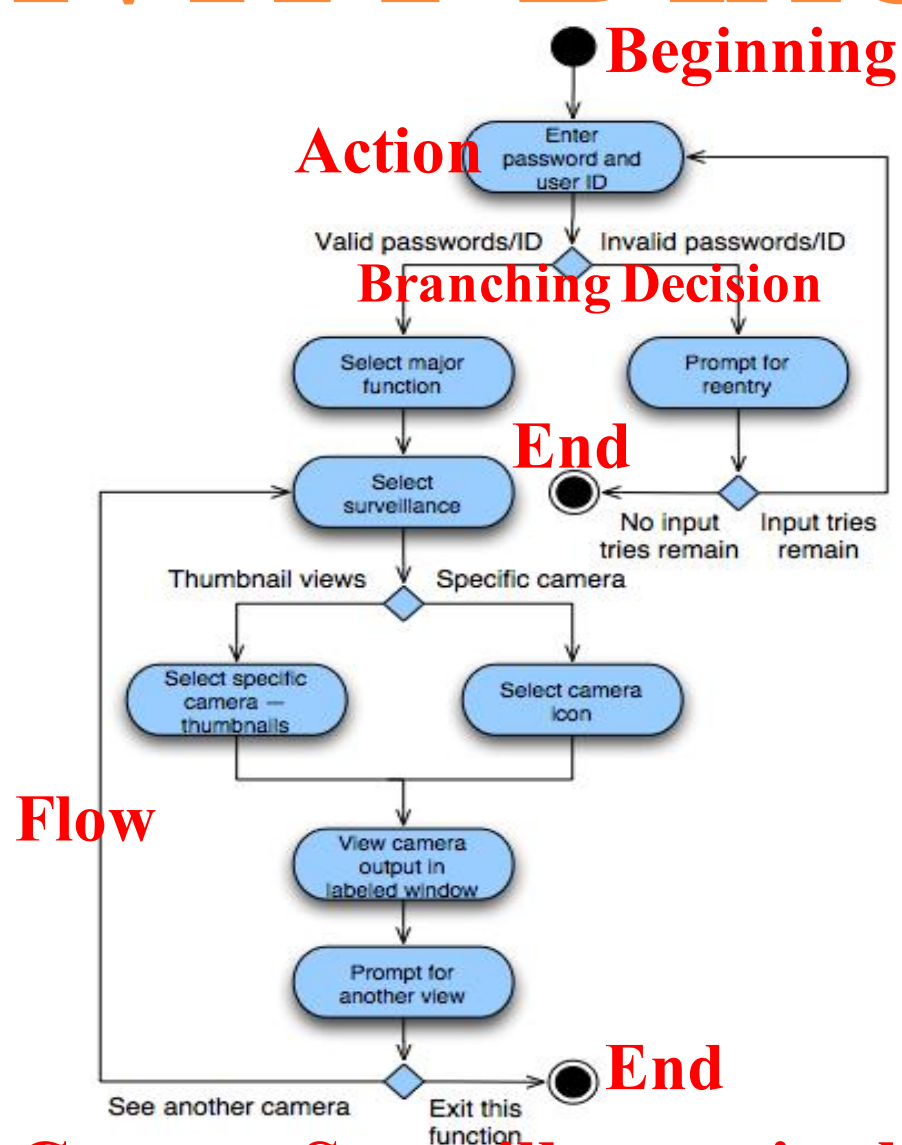 Beginning
Action
Enter
password and
user ID
Valid passwords/ID
Invalid passwords/ID
Branching Decision
Select major
function
Prompt for
reentry
End
Select
surveillance
No input
tries remain
Input tries
remain
Thumbnail views
Specific camera
Select specific
camera —
thumbnails
Select camera
icon
Flow
View camera
output in
labeled window
Prompt for
another view
End
See another camera
Exit this
function